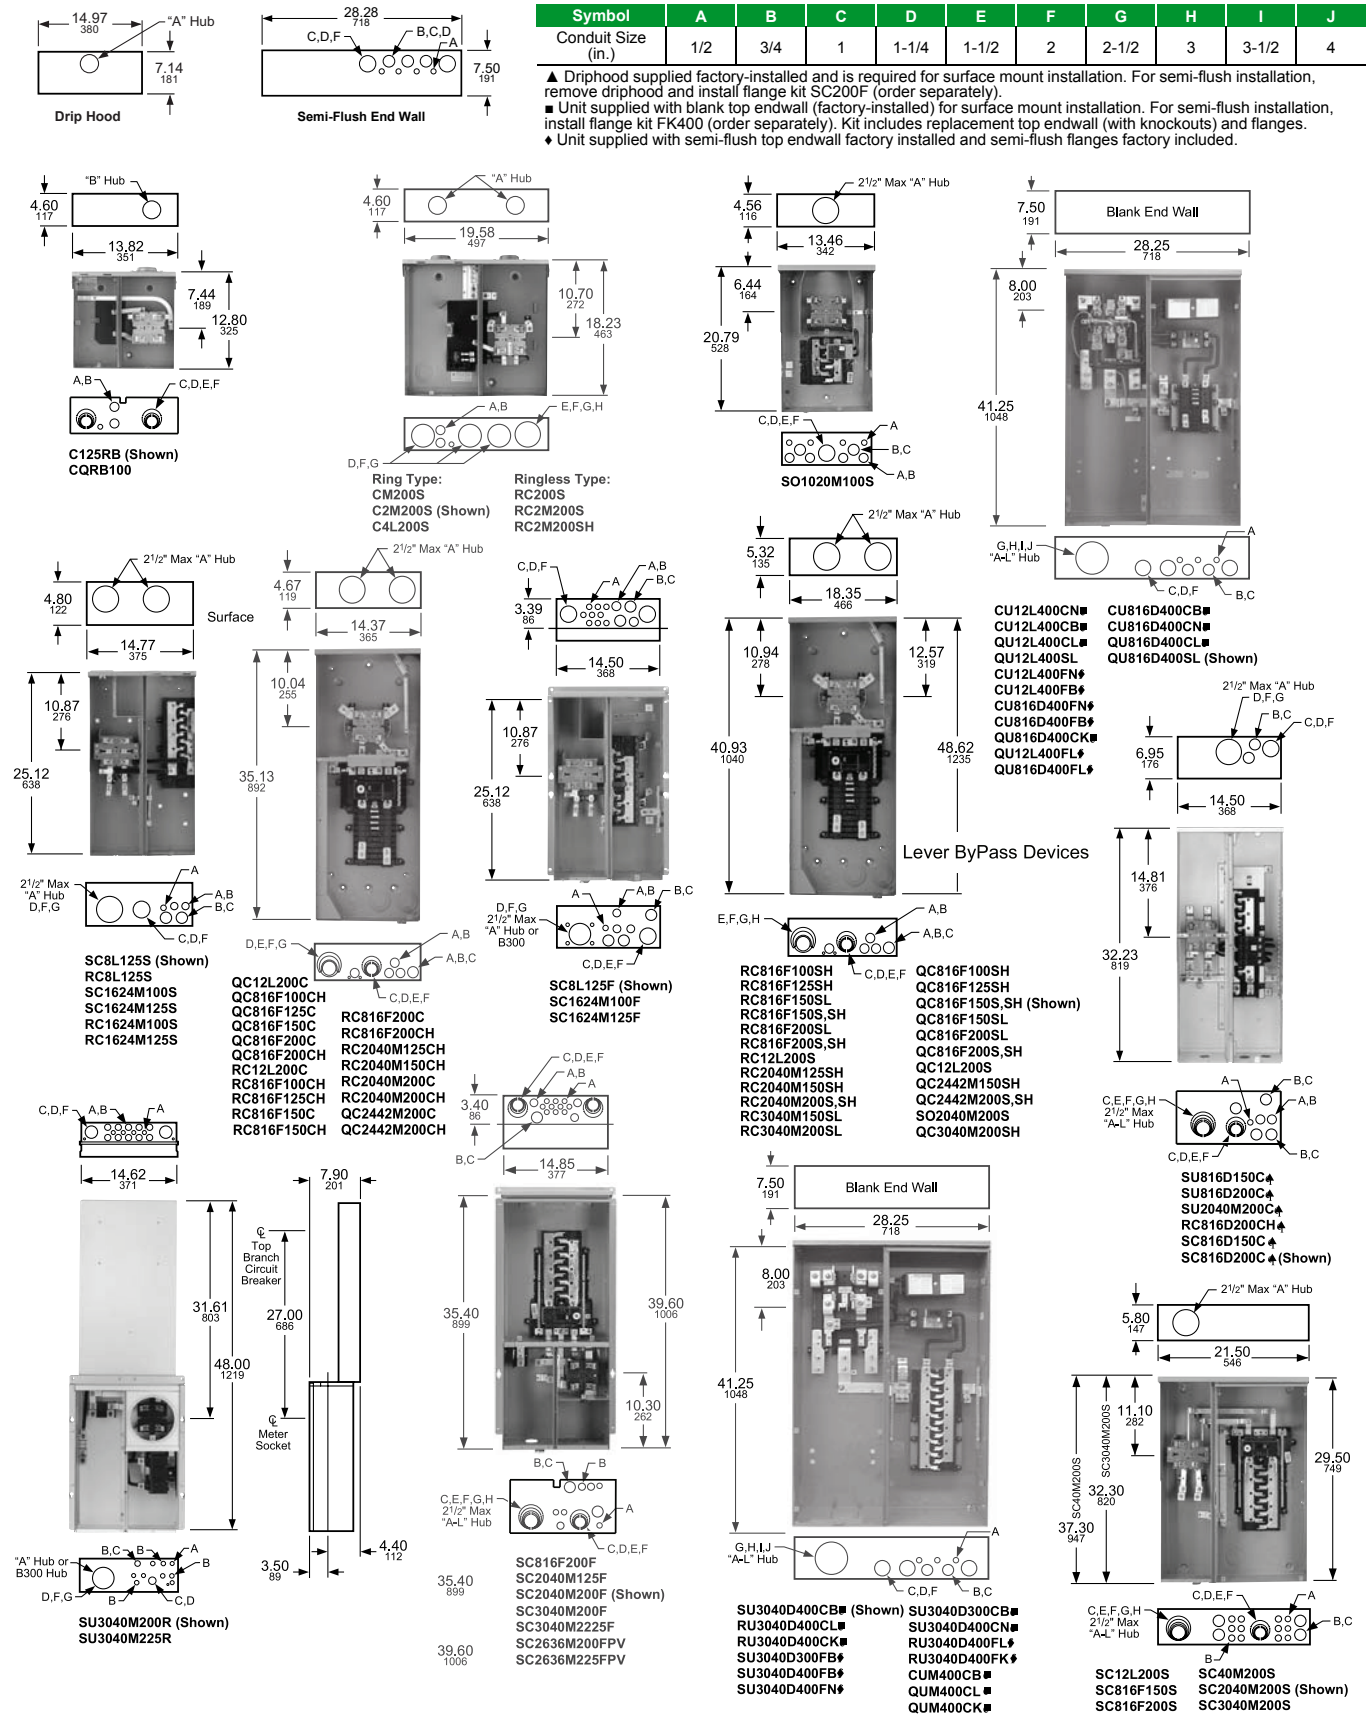 14.97
380
"A" Hub
7.14
181
Drip Hood
28.28
718
C,D,F
B,C,D
A
7.50
191
Semi-Flush End Wall
Symbol A B C D E F G H I J
Conduit Size (in.) 1/2 3/4 1 1-1/4 1-1/2 2 2-1/2 3 3-1/2 4
▲ Driphood supplied factory-installed and is required for surface mount installation. For semi-flush installation,
remove driphood and install flange kit SC200F (order separately).
■ Unit supplied with blank top endwall (factory-installed) for surface mount installation. For semi-flush installation,
install flange kit FK400 (order separately). Kit includes replacement top endwall (with knockouts) and flanges.
♦ Unit supplied with semi-flush top endwall factory installed and semi-flush flanges factory included.
"B" Hub
4.60
117
13.82
351
7.44
189
12.80
325
A,B
C,D,E,F
C125RB (Shown)
CQRB100
"A" Hub
4.60
117
19.58
497
10.70
272
18.23
463
A,B
E,F,G,H
D,F,G
Ring Type:
CM200S
C2M200S (Shown)
C4L200S
Ringless Type:
RC200S
RC2M200S
RC2M200SH
2 1/2" Max "A" Hub
4.56
116
13.46
342
6.44
164
20.79
528
C,D,E,F
A
B,C
A,B
SO1020M100S
7.50
191
Blank End Wall
28.25
718
8.00
203
41.25
1048
G,H,I,J
"A-L" Hub
A
C,D,F
B,C
CU12L400CN■
CU12L400CB■
QU12L400CL■
QU12L400SL
CU12L400FN♦
CU12L400FB♦
CU816D400FN♦
CU816D400FB♦
QU816D400CK■
QU12L400FL♦
QU816D400FL♦
CU816D400CB■
CU816D400CN■
QU816D400CL■
QU816D400SL (Shown)
2 1/2" Max "A" Hub
4.80
122
Surface
14.77
375
10.87
276
25.12
638
2 1/2" Max
"A" Hub
D,F,G
A
A,B
B,C
C,D,F
SC8L125S (Shown)
RC8L125S
SC1624M100S
SC1624M125S
RC1624M100S
RC1624M125S
2 1/2" Max "A" Hub
4.67
119
14.37
365
10.04
255
35.13
892
D,E,F,G
A,B
A,B,C
C,D,E,F
QC12L200C
QC816F100CH
QC816F125C
QC816F150C
QC816F200C
QC816F200CH
RC12L200C
RC816F100CH
RC816F125CH
RC816F150C
RC816F150CH
RC816F200C
RC816F200CH
RC2040M125CH
RC2040M150CH
RC2040M200C
RC2040M200CH
QC2442M200C
QC2442M200CH
C,D,F
A
A,B
B,C
3.39
86
14.50
368
10.87
276
25.12
638
D,F,G
2 1/2" Max
"A" Hub or
B300
A
A,B
B,C
C,D,E,F
SC8L125F (Shown)
SC1624M100F
SC1624M125F
2 1/2" Max "A" Hub
5.32
135
18.35
466
10.94
278
12.57
319
40.93
1040
48.62
1235
Lever ByPass Devices
E,F,G,H
A,B
A,B,C
C,D,E,F
RC816F100SH
RC816F125SH
RC816F150SL
RC816F150S,SH
RC816F200SL
RC816F200S,SH
RC12L200S
RC2040M125SH
RC2040M150SH
RC2040M200S,SH
RC3040M150SL
RC3040M200SL
QC816F100SH
QC816F125SH
QC816F150S,SH (Shown)
QC816F150SL
QC816F200SL
QC816F200S,SH
QC12L200S
QC2442M150SH
QC2442M200S,SH
SO2040M200S
QC3040M200SH
2 1/2" Max "A" Hub
D,F,G
B,C
C,D,F
6.95
176
14.50
368
14.81
376
32.23
819
C,E,F,G,H
2 1/2" Max
"A-L" Hub
A
B,C
A,B
C,D,E,F
B,C
SU816D150C♠
SU816D200C♠
SU2040M200C♠
RC816D200CH♠
SC816D150C♠
SC816D200C♠(Shown)
C,D,F
A,B
A
14.62
371
7.90
201
℄
Top
Branch
Circuit
Breaker
31.61
803
27.00
686
48.00
1219
℄
Meter
Socket
4.40
112
3.50
89
"A" Hub or
B300 Hub
B,C
B
A
B
D,F,G
B
C,D
SU3040M200R (Shown)
SU3040M225R
C,D,E,F
A,B
A
3.40
86
B,C
14.85
377
35.40
899
39.60
1006
10.30
262
B,C
B
C,E,F,G,H
2 1/2" Max
"A-L" Hub
A
C,D,E,F
35.40
899
39.60
1006
SC816F200F
SC2040M125F
SC2040M200F (Shown)
SC3040M200F
SC3040M2225F
SC2636M200FPV
SC2636M225FPV
7.50
191
Blank End Wall
28.25
718
8.00
203
41.25
1048
G,H,I,J
"A-L" Hub
A
C,D,F
B,C
SU3040D400CB■ (Shown)
RU3040D400CL■
RU3040D400CK■
SU3040D300FB♦
SU3040D400FB♦
SU3040D400FN♦
SU3040D300CB■
SU3040D400CN■
RU3040D400FL♦
RU3040D400FK♦
CUM400CB■
QUM400CL■
QUM400CK■
2 1/2" Max "A" Hub
5.80
147
21.50
546
11.10
282
SC40M200S
SC3040M200S
32.30
820
37.30
947
29.50
749
C,E,F,G,H
2 1/2" Max
"A-L" Hub
C,D,E,F
A
B,C
B
SC12L200S
SC816F150S
SC816F200S
SC40M200S
SC2040M200S (Shown)
SC3040M200S